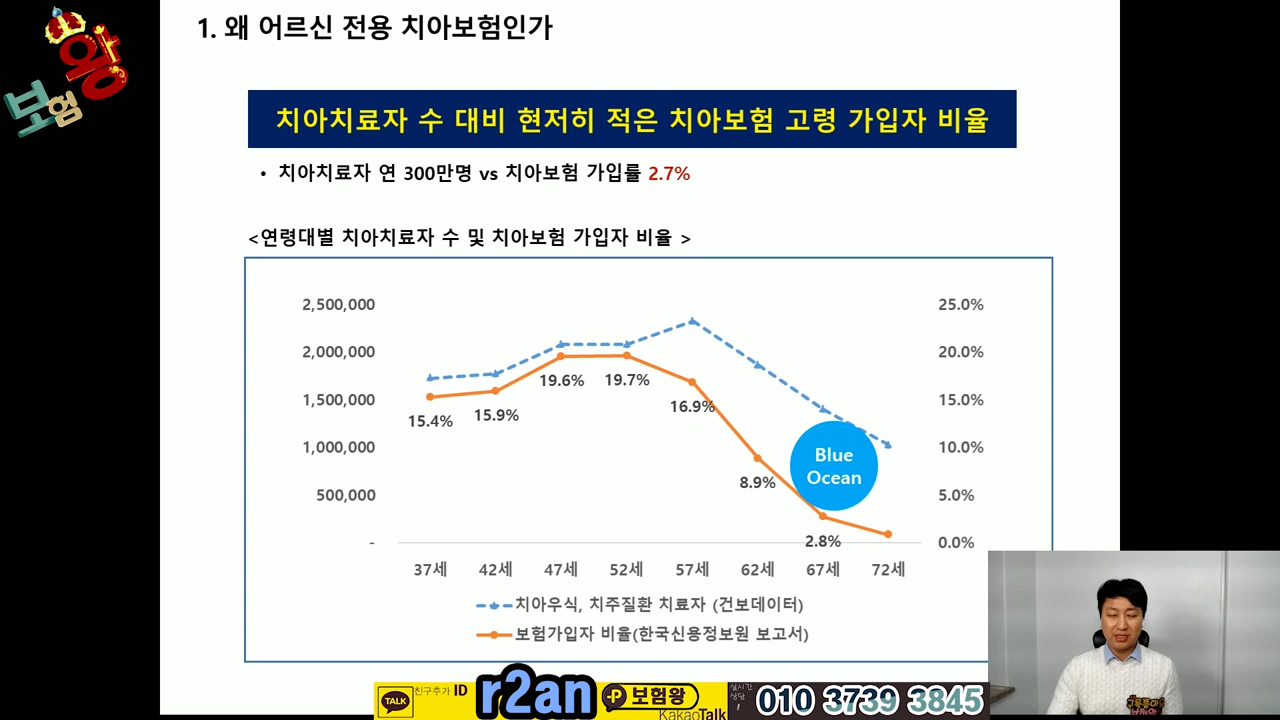 1. 왜 어르신 전용 치아보험인가
보험왕
치아치료자 수 대비 현저히 적은 치아보험 고령 가입자 비율
• 치아치료자 연 300만명 vs 치아보험 가입률 2.7%
<연령대별 치아치료자 수 및 치아보험 가입자 비율 >
2,500,000
2,000,000
1,500,000
1,000,000
500,000
-
25.0%
20.0%
15.0%
10.0%
5.0%
0.0%
15.4%
15.9%
19.6%
19.7%
16.9%
8.9%
2.8%
Blue
Ocean
37세 42세 47세 52세 57세 62세 67세 72세
치아우식, 치주질환 치료자 (건보데이터)
보험가입자 비율(한국신용정보원 보고서)
TALK 친구추가 ID r2an P 보험왕 KakaoTalk
실시간
상담
010 3739 3845